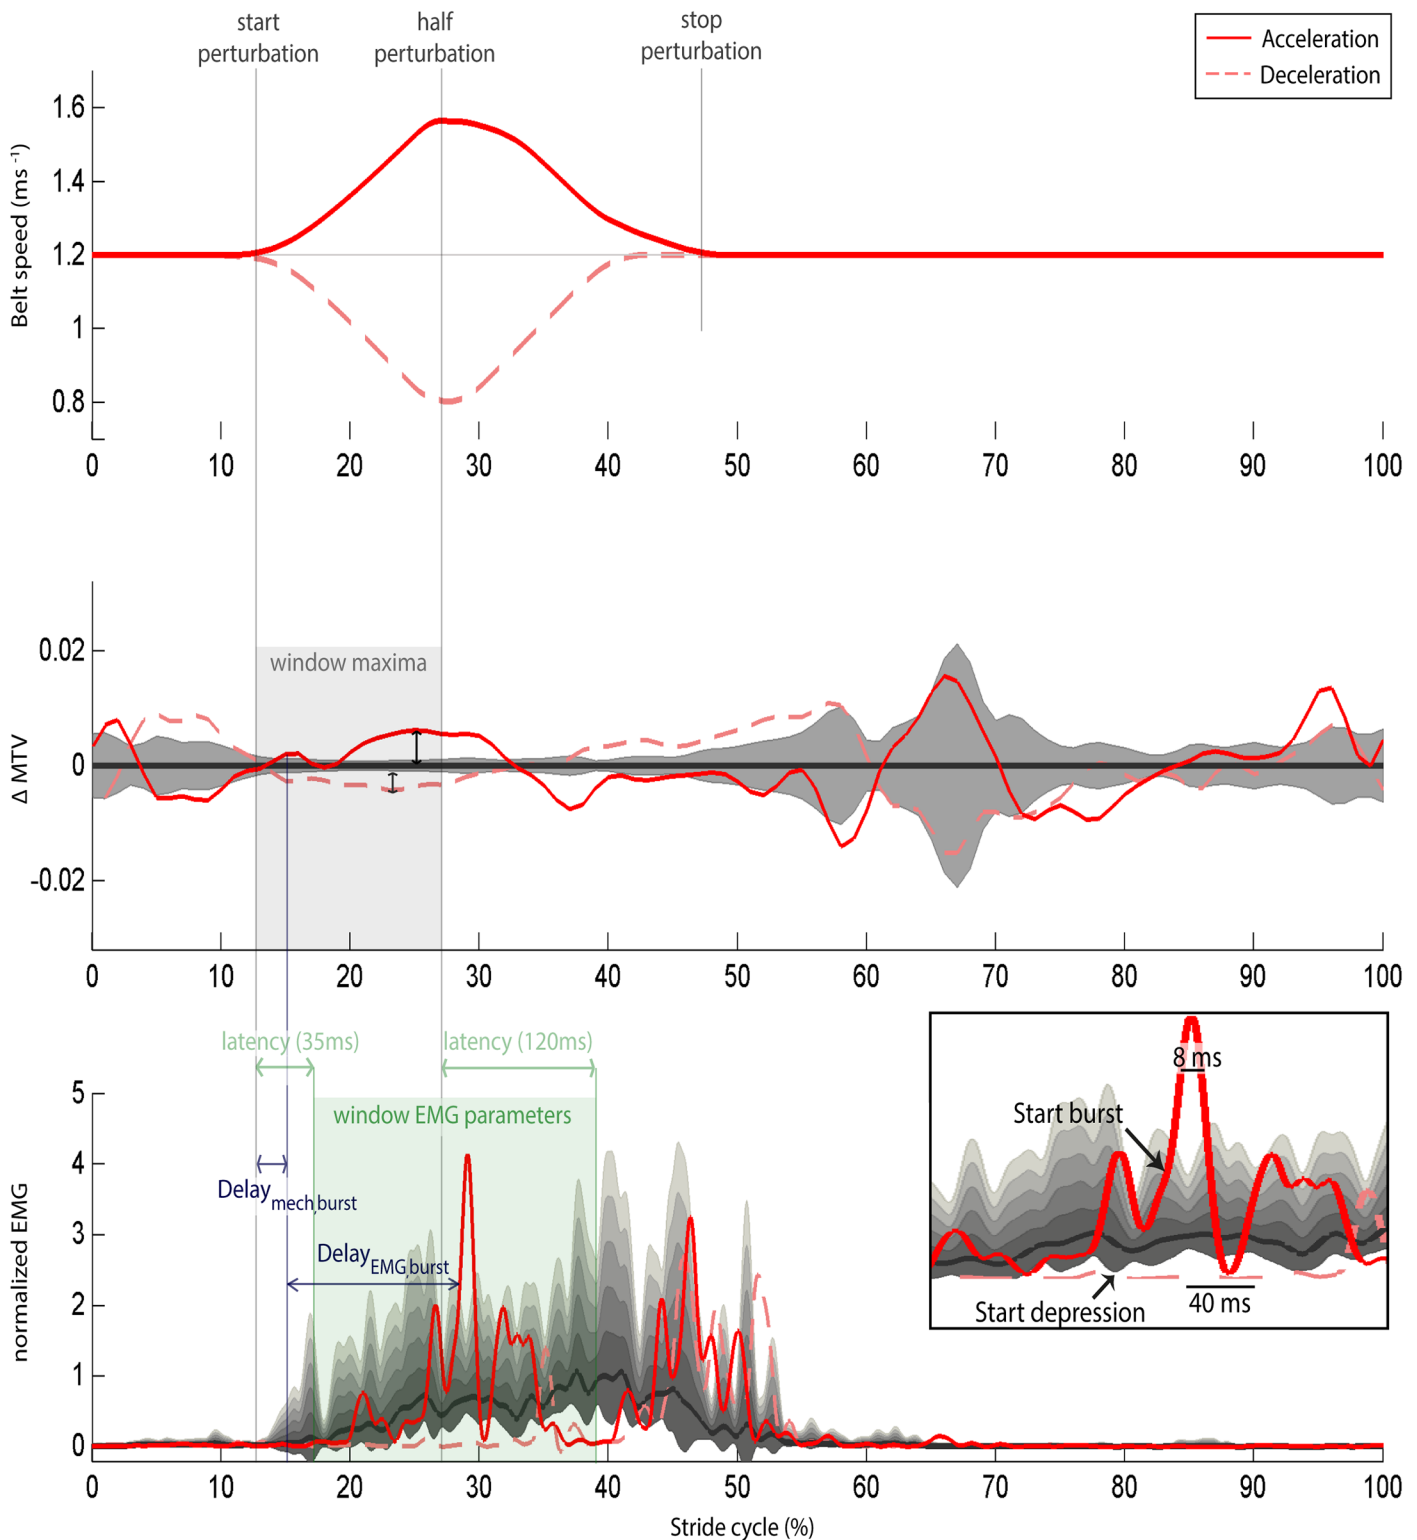 start
perturbation
half
perturbation
stop
perturbation
Acceleration
Deceleration
Belt speed (ms ⁻¹)
1.6
1.4
1.2
1
0.8
0 10 20 30 40 50 60 70 80 90 100
Δ MTV
0.02
0
-0.02
window maxima
0 10 20 30 40 50 60 70 80 90 100
latency (35ms)
latency (120ms)
window EMG parameters
Delay mech burst
Delay EMG burst
normalized EMG
5
4
3
2
1
0
8 ms
Start burst
Start depression
40 ms
0 10 20 30 40 50 60 70 80 90 100
Stride cycle (%)